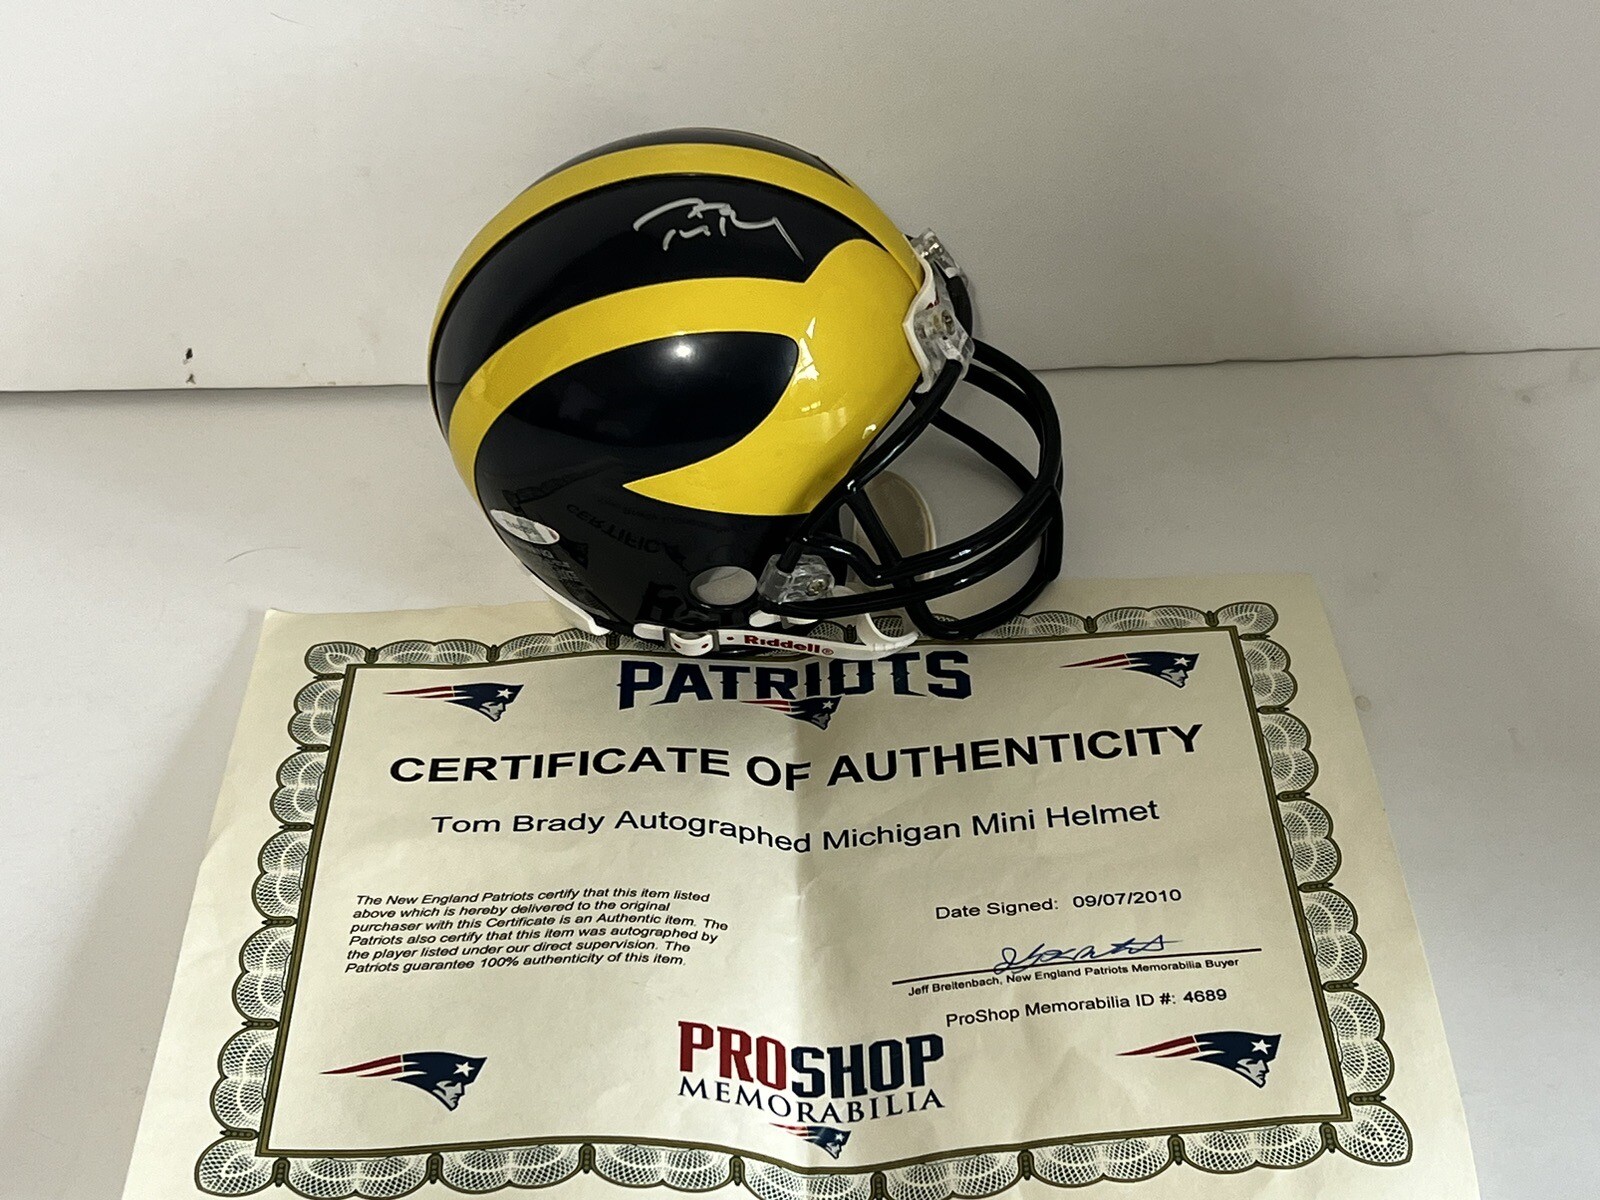 Riddell®
PATRIOTS
CERTIFICATE OF AUTHENTICITY
Tom Brady Autographed Michigan Mini Helmet
The New England Patriots certify that this item listed
above which is hereby delivered to the original
purchaser with this Certificate is an Authentic item. The
Patriots also certify that this item was autographed by
the player listed under our direct supervision. The
Patriots guarantee 100% authenticity of this item.
Date Signed: 09/07/2010
Jeff Breitenbach, New England Patriots Memorabilia Buyer
ProShop Memorabilia ID #: 4689
PROSHOP
MEMORABILIA